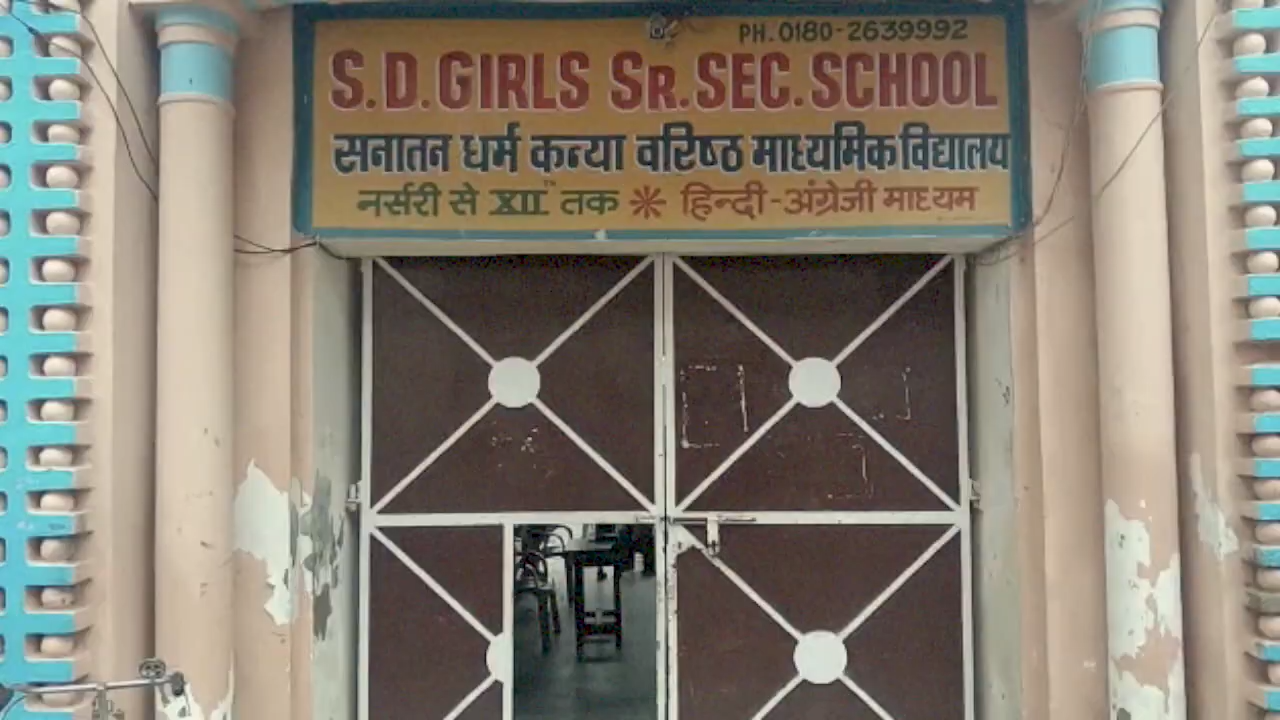 PH. 0180-2639992
S.D. GIRLS SR. SEC. SCHOOL
सनातन धर्म कन्या वरिष्ठ माध्यमिक विद्यालय
नर्सरी से XII तक * हिन्दी-अंग्रेजी माध्यम